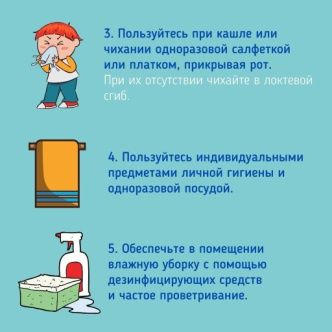 3. Пользуйтесь при кашле или
чихании одноразовой салфеткой
или платком, прикрывая рот.
При их отсутствии чихайте в локтевой
сгиб.
4. Пользуйтесь индивидуальными
предметами личной гигиены и
одноразовой посудой.
5. Обеспечьте в помещении
влажную уборку с помощью
дезинфицирующих средств
и частое проветривание.